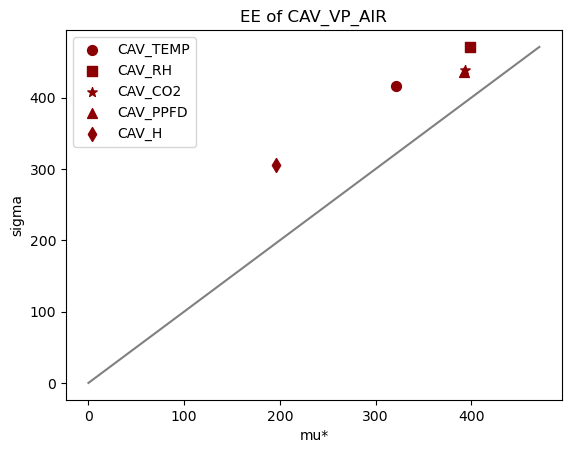 EE of CAV_VP_AIR
CAV_TEMP
CAV_RH
CAV_CO2
CAV_PPFD
CAV_H
sigma
400
300
200
100
0
0 100 200 300 400
mu*